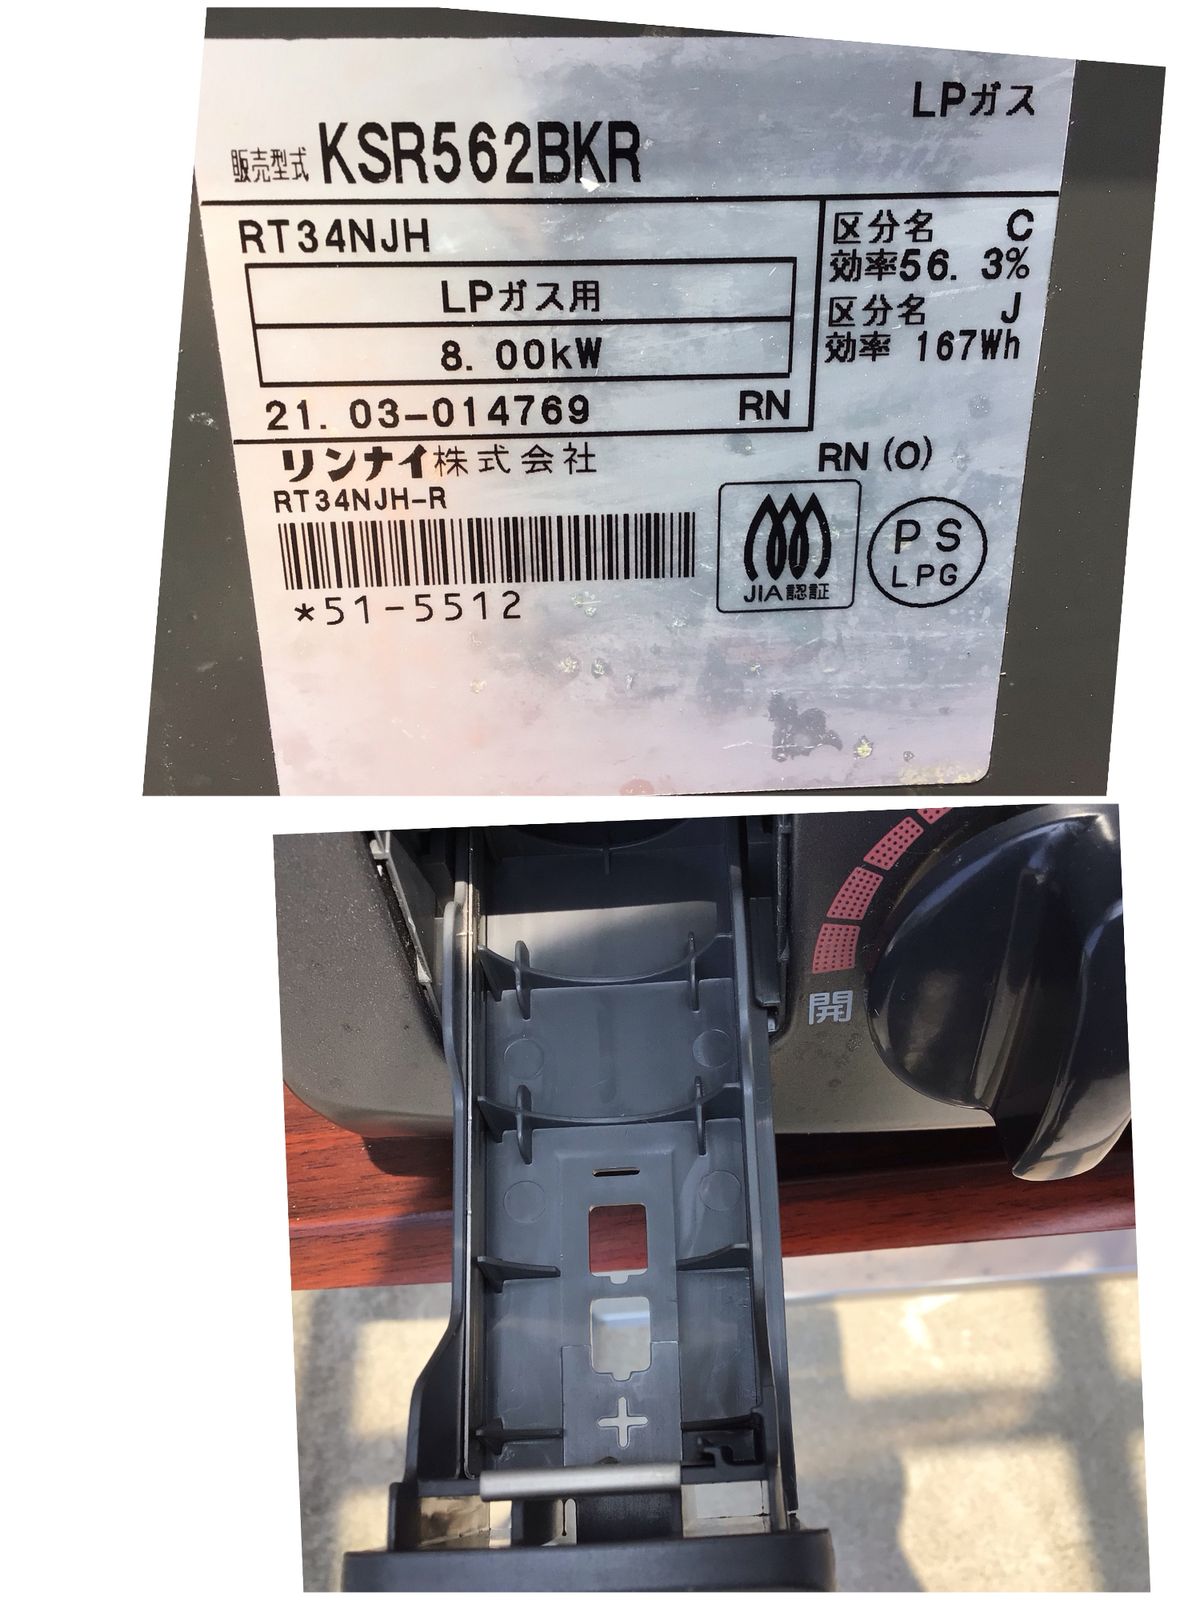 LPガス
販売型式 KSR562BKR
RT34NJH
LPガス用
8.00kW
21.03-014769 RN
区分名 C
効率56.3%
区分名 J
効率 167Wh
リンナイ株式会社
RN(O)
RT34NJH-R
*51-5512
JIA認証
PS
LPG
開
+